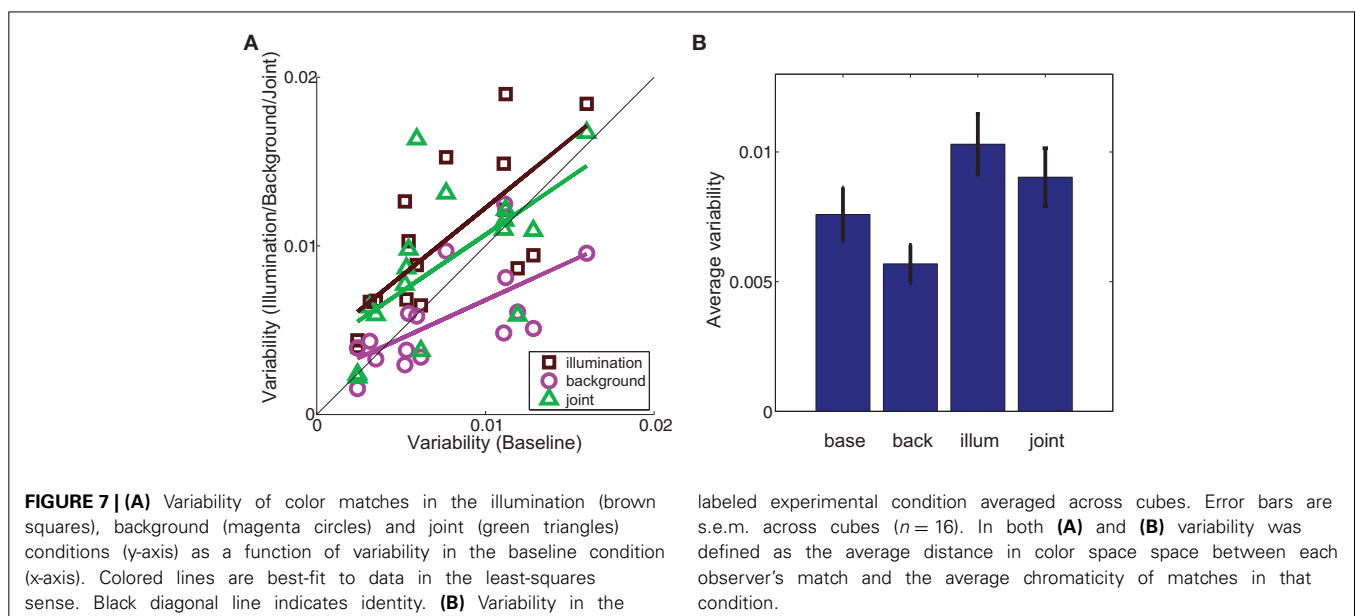 A
B
Variability (Illumination/Background/Joint)
0.02
0.01
0
0
0.01
0.02
Variability (Baseline)
illumination
background
joint
Average variability
0.01
0.005
0
base back illum joint
FIGURE 7 | (A) Variability of color matches in the illumination (brown
squares), background (magenta circles) and joint (green triangles)
conditions (y-axis) as a function of variability in the baseline condition
(x-axis). Colored lines are best-fit to data in the least-squares
sense. Black diagonal line indicates identity. (B) Variability in the
labeled experimental condition averaged across cubes. Error bars are
s.e.m. across cubes (n = 16). In both (A) and (B) variability was
defined as the average distance in color space space between each
observer's match and the average chromaticity of matches in that
condition.